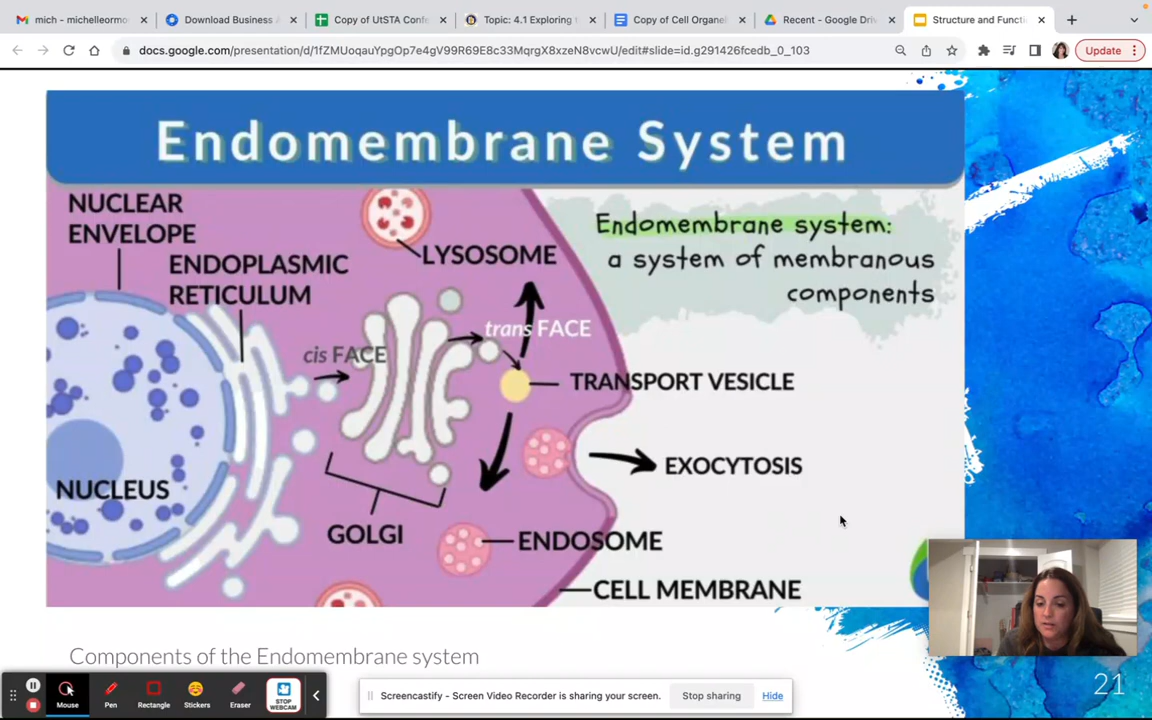 mich - michelleormo
Download Business A
Copy of UtSTA Confe
Topic: 4.1 Exploring t
Copy of Cell Organel
Recent - Google Driv
Structure and Functi
docs.google.com/presentation/d/1fZMUoqauYpgOp7e4gV99R69E8c33MqrgX8xzeN8vcwU/edit#slide=id.g291426fcedb_0_103
Update
Endomembrane System
NUCLEAR
ENVELOPE
ENDOPLASMIC
RETICULUM
LYSOSOME
Endomembrane system:
a system of membranous
components
trans FACE
cis FACE
TRANSPORT VESICLE
EXOCYTOSIS
NUCLEUS
GOLGI
ENDOSOME
CELL MEMBRANE
Components of the Endomembrane system
21
Mouse
Pen
Rectangle
Stickers
Eraser
STOP
WEBCAM
Screencastify - Screen Video Recorder is sharing your screen.
Stop sharing
Hide